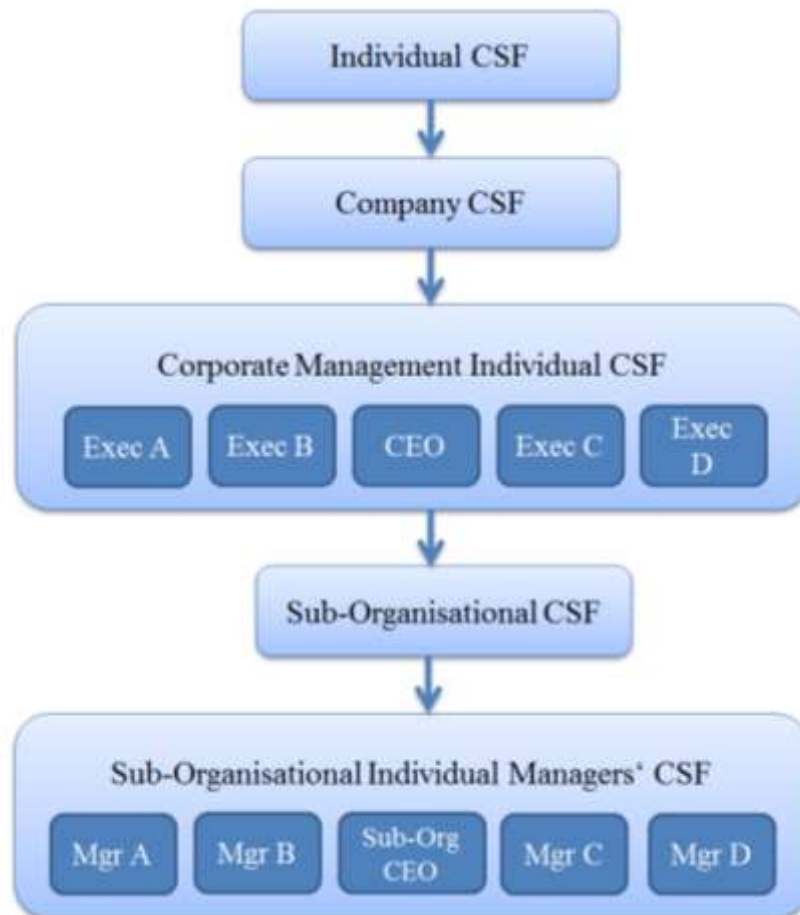 Individual CSF
Company CSF
Corporate Management Individual CSF
Exec A
Exec B
CEO
Exec C
Exec
D
Sub-Organisational CSF
Sub-Organisational Individual Managers‘ CSF
Mgr A
Mgr B
Sub-Org
CEO
Mgr C
Mgr D